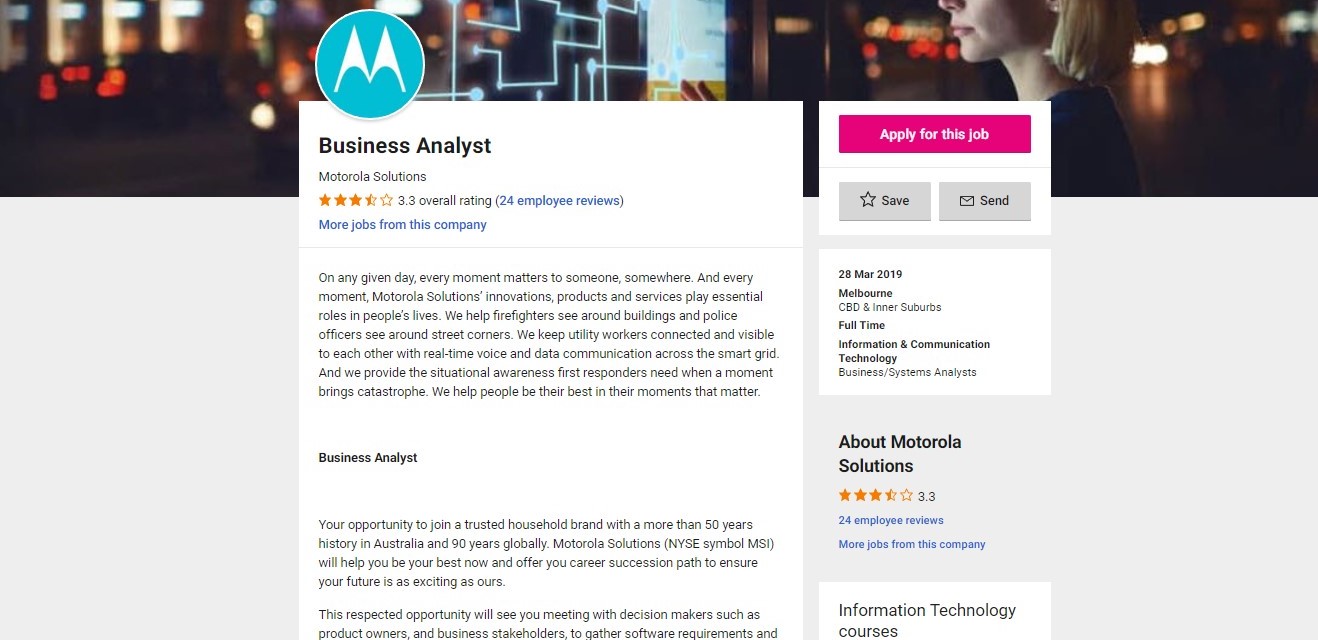 Business Analyst
Motorola Solutions
3.3 overall rating (24 employee reviews)
More jobs from this company
On any given day, every moment matters to someone, somewhere. And every
moment, Motorola Solutions’ innovations, products and services play essential
roles in people’s lives. We help firefighters see around buildings and police
officers see around street corners. We keep utility workers connected and visible
to each other with real-time voice and data communication across the smart grid.
And we provide the situational awareness first responders need when a moment
brings catastrophe. We help people be their best in their moments that matter.
Business Analyst
Your opportunity to join a trusted household brand with a more than 50 years
history in Australia and 90 years globally. Motorola Solutions (NYSE symbol MSI)
will help you be your best now and offer you career succession path to ensure
your future is as exciting as ours.
This respected opportunity will see you meeting with decision makers such as
product owners, and business stakeholders, to gather software requirements and
Apply for this job
Save
Send
28 Mar 2019
Melbourne
CBD & Inner Suburbs
Full Time
Information & Communication
Technology
Business/Systems Analysts
About Motorola
Solutions
3.3
24 employee reviews
More jobs from this company
Information Technology
courses